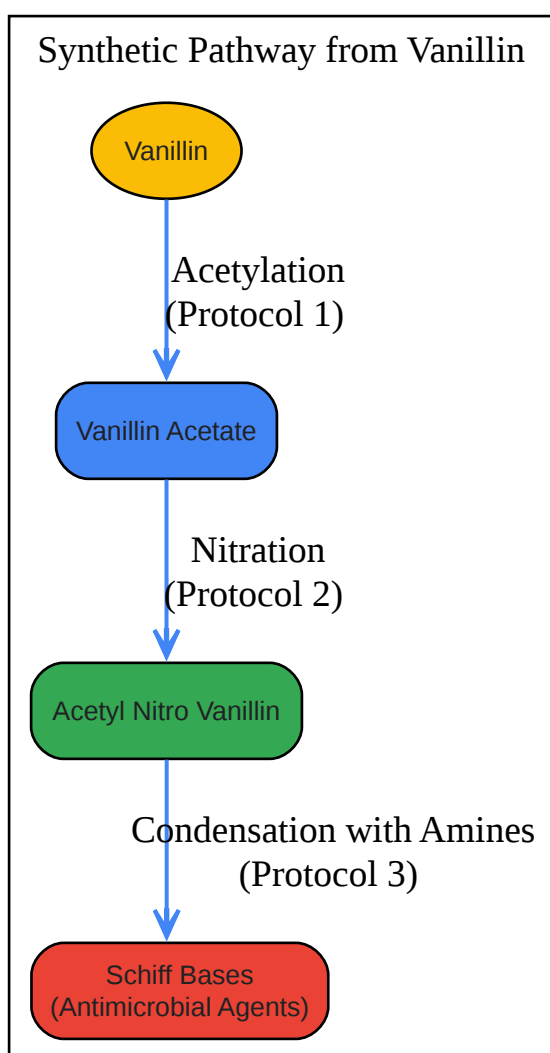 Synthetic Pathway from Vanillin
Vanillin
Acetylation
(Protocol 1)
Vanillin Acetate
Nitration
(Protocol 2)
Acetyl Nitro Vanillin
Condensation with Amines
(Protocol 3)
Schiff Bases
(Antimicrobial Agents)